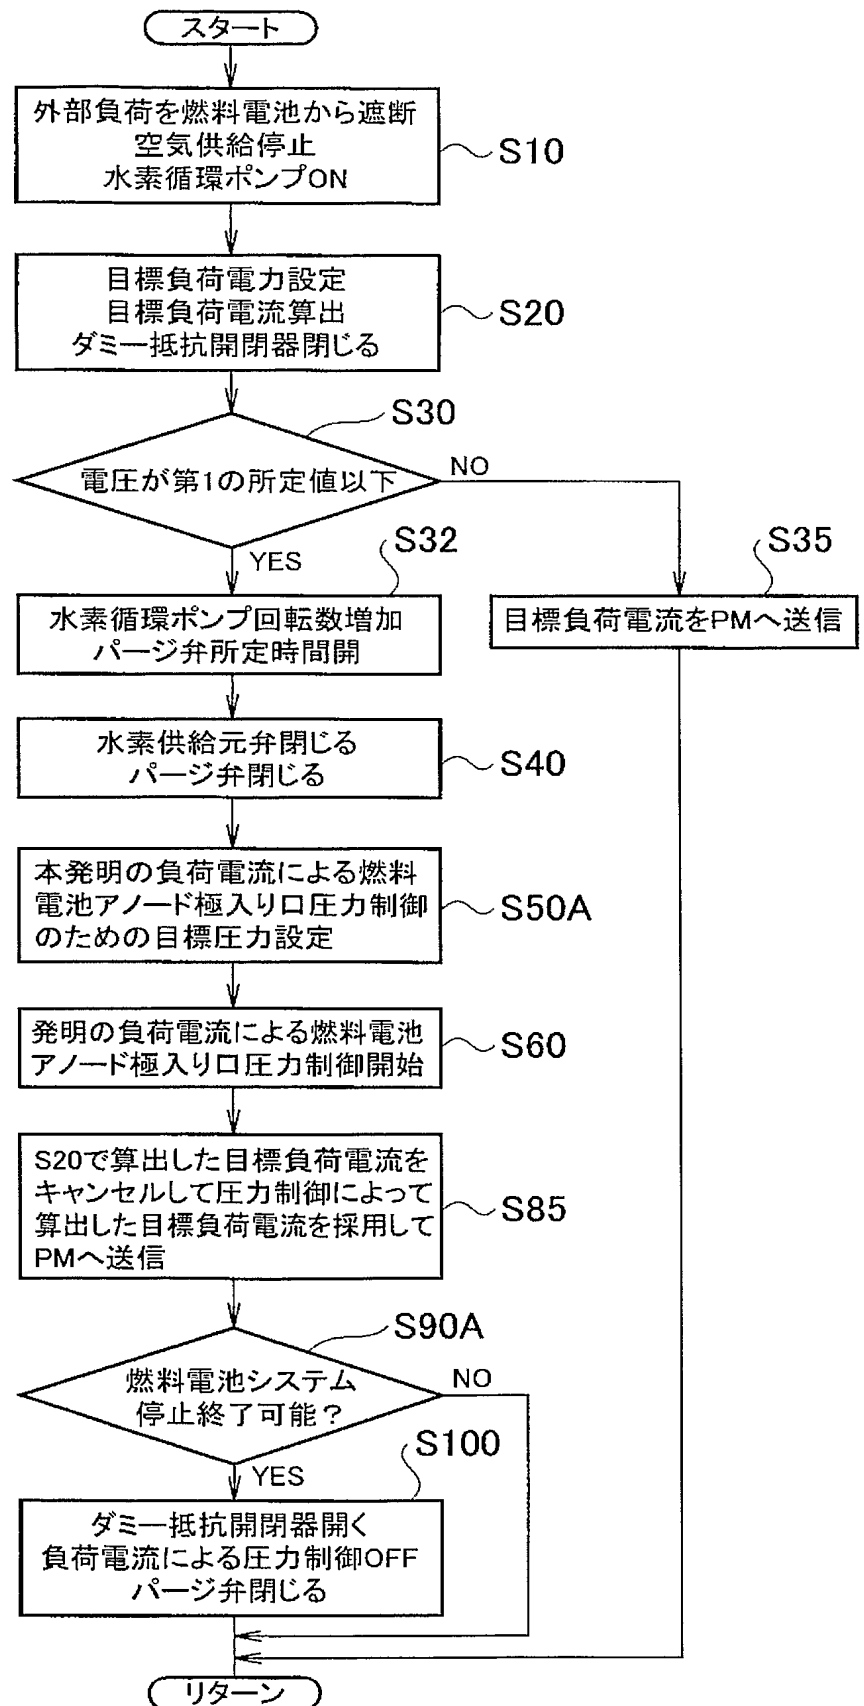 スタート
外部負荷を燃料電池から遮断
空気供給停止
水素循環ポンプON
S10
目標負荷電力設定
目標負荷電流算出
ダミー抵抗開閉器閉じる
S20
S30
電圧が第1の所定値以下
NO
YES
S32
水素循環ポンプ回転数増加
パージ弁所定時間開
S35
目標負荷電流をPMへ送信
水素供給元弁閉じる
パージ弁閉じる
S40
本発明の負荷電流による燃料
電池アノード極入り口圧力制御
のための目標圧力設定
S50A
発明の負荷電流による燃料電池
アノード極入り口圧力制御開始
S60
S20で算出した目標負荷電流を
キャンセルして圧力制御によって
算出した目標負荷電流を採用して
PMへ送信
S85
S90A
燃料電池システム
停止終了可能？
NO
YES
S100
ダミー抵抗開閉器開く
負荷電流による圧力制御OFF
パージ弁閉じる
リターン